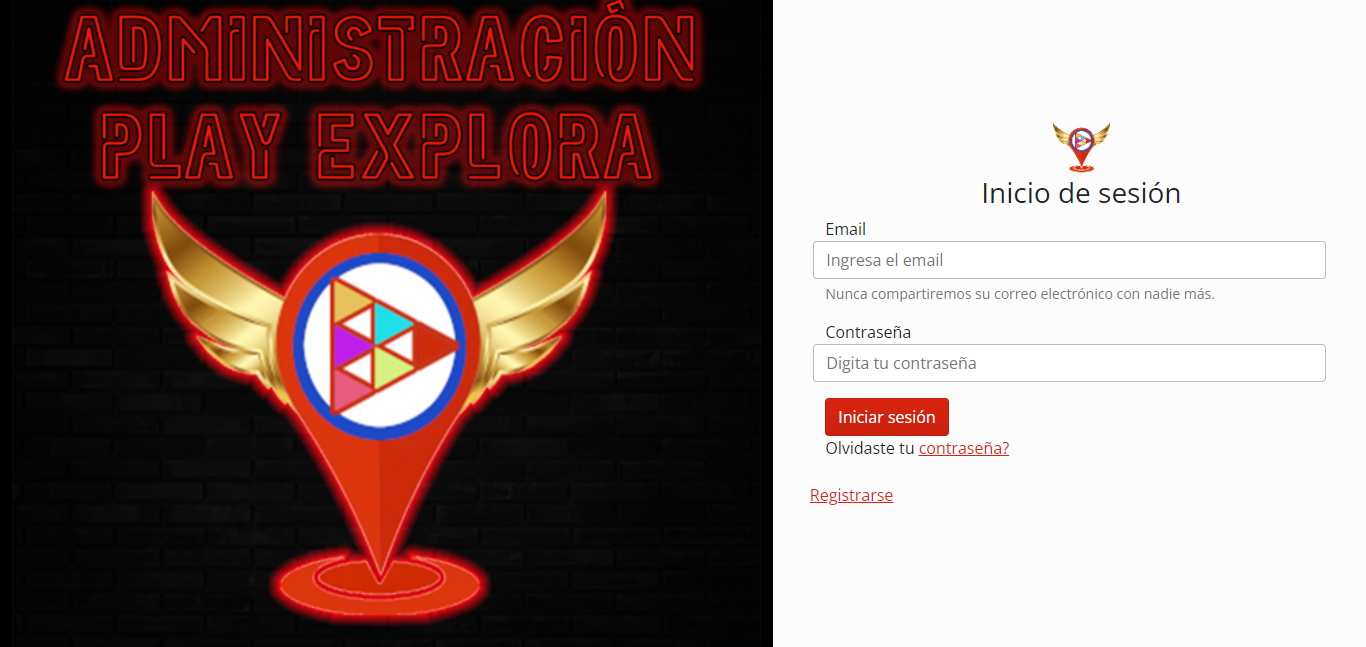 ADMINISTRACIÓN
PLAY EXPLORA
Inicio de sesión
Email
Ingresa el email
Nunca compartiremos su correo electrónico con nadie más.
Contraseña
Digita tu contraseña
Iniciar sesión
Olvidaste tu contraseña?
Registrarse